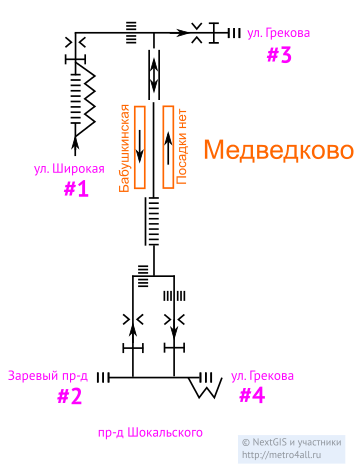 ул. Грекова
#3
Бабушкинская
Посадки нет
Медведково
ул. Широкая
#1
Заревый пр-д
#2
ул. Грекова
#4
пр-д Шокальского
© NextGIS и участники
http://metro4all.ru